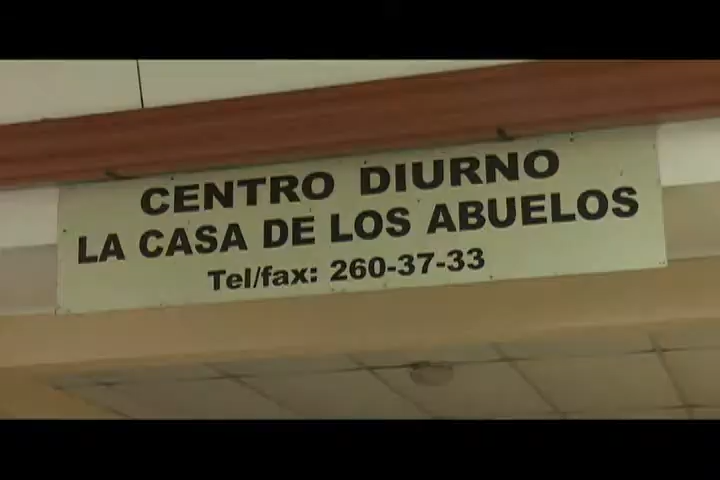 CENTRO DIURNO
LA CASA DE LOS ABUELOS
Tel/fax: 260-37-33